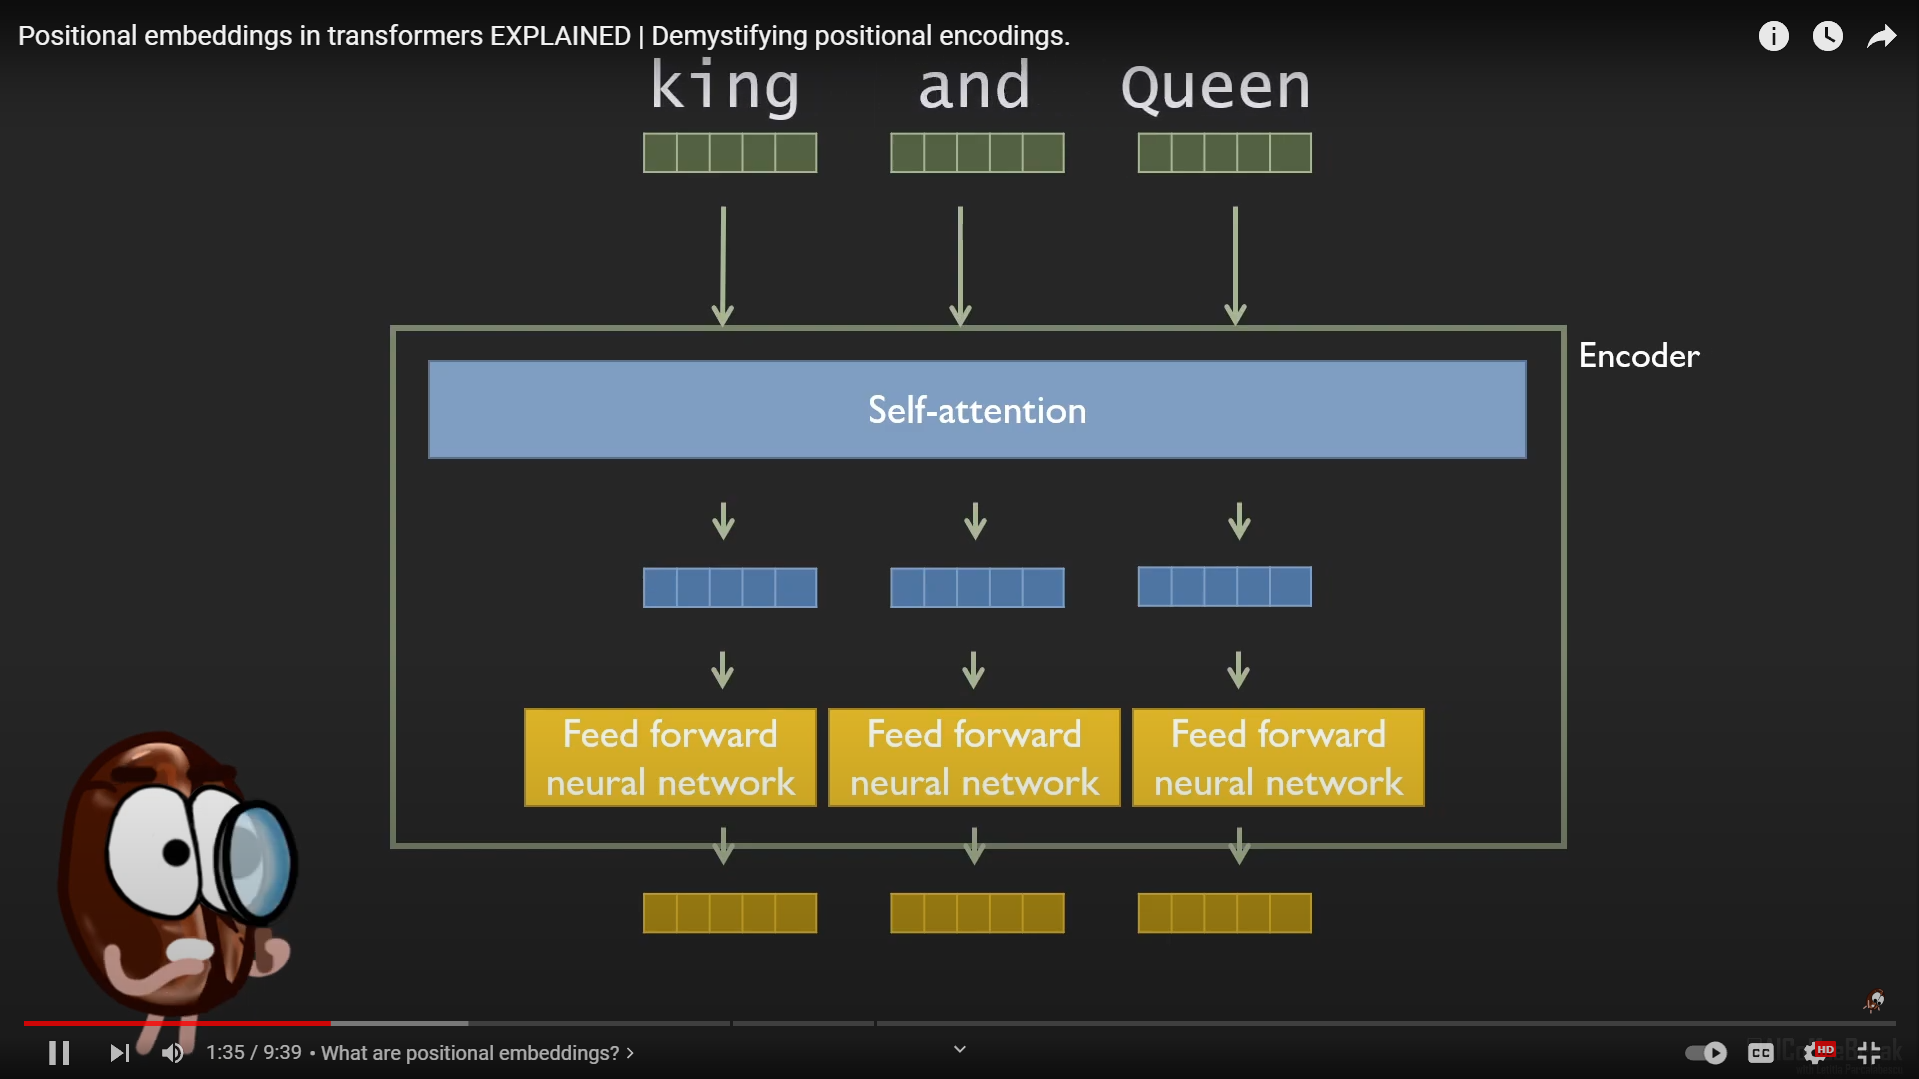 Positional embeddings in transformers EXPLAINED | Demystifying positional encodings.
king and Queen
Encoder
Self-attention
Feed forward neural network
Feed forward neural network
Feed forward neural network
1:35 / 9:39 • What are positional embeddings? >
CC
HD